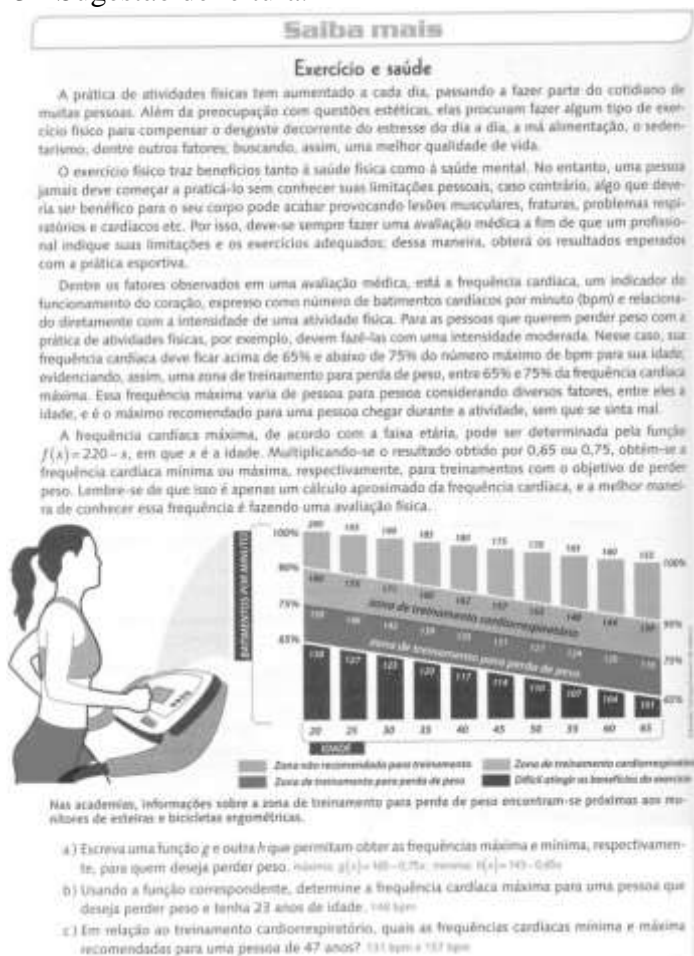 Saiba mais
Exercício e saúde
A prática de atividades físicas tem aumentado a cada dia, passando a fazer parte do cotidiano de
muitas pessoas. Além da preocupação com questões estéticas, elas procuram fazer algum tipo de exer-
cício físico para compensar o desgaste decorrente do estresse do dia a dia, a má alimentação, o seden-
tarismo, dentre outros fatores, buscando, assim, uma melhor qualidade de vida.
O exercício físico traz benefícios tanto à saúde física como à saúde mental. No entanto, uma pessoa
jamais deve começar a praticá-lo sem conhecer suas limitações pessoais, caso contrário, algo que deve-
ria ser benéfico para o seu corpo pode acabar provocando lesões musculares, fraturas, problemas respi-
ratórios e cardíacos etc. Por isso, deve-se sempre fazer uma avaliação médica a fim de que um profissio-
nal indique suas limitações e os exercícios adequados; dessa maneira, obterá os resultados esperados
com a prática esportiva.
Dentre os fatores observados em uma avaliação médica, está a frequência cardíaca, um indicador do
funcionamento do coração, expresso como número de batimentos cardíacos por minuto (bpm) e relaciona-
do diretamente com a intensidade de uma atividade física. Para as pessoas que querem perder peso com a
prática de atividades físicas, por exemplo, devem fazê-las com uma intensidade moderada. Nesse caso, sua
frequência cardíaca deve ficar acima de 65% e abaixo de 75% do número máximo de bpm para sua idade,
evidenciando, assim, uma zona de treinamento para perda de peso, entre 65% e 75% da frequência cardíaca
máxima. Essa frequência máxima varia de pessoa para pessoa considerando diversos fatores, entre eles a
idade, e é o máximo recomendado para uma pessoa chegar durante a atividade, sem que se sinta mal.
A frequência cardíaca máxima, de acordo com a faixa etária, pode ser determinada pela função
f(x)=220-x, em que x é a idade. Multiplicando-se o resultado obtido por 0,65 ou 0,75, obtém-se a
frequência cardíaca mínima ou máxima, respectivamente, para treinamentos com o objetivo de perder
peso. Lembre-se de que isso é apenas um cálculo aproximado da frequência cardíaca, e a melhor manei-
ra de conhecer essa frequência é fazendo uma avaliação física.
BATIMENTOS POR MINUTO
100%
75%
65%
200 195 185 180 175 160 155
100%
90%
75%
65%
zona de treinamento cardiorrespiratório
zona de treinamento para perda de peso
130 127 123 120 117 114 110 107 104 101
20 25 30 35 40 45 50 55 60 65
IDADE
Zona não recomendada para treinamento
Zona de treinamento cardiorrespiratório
Zona de treinamento para perda de peso
Difícil atingir os benefícios do exercício
Nas academias, informações sobre a zona de treinamento para perda de peso encontram-se próximas aos mo-
nitores de esteiras e bicicletas ergométricas.
a) Escreva uma função g e outra h que permitam obter as frequências máxima e mínima, respectivamen-
te, para quem deseja perder peso.
b) Usando a função correspondente, determine a frequência cardíaca máxima para uma pessoa que
deseja perder peso e tenha 23 anos de idade.
c) Em relação ao treinamento cardiorrespiratório, quais as frequências cardíacas mínima e máxima
recomendadas para uma pessoa de 47 anos?